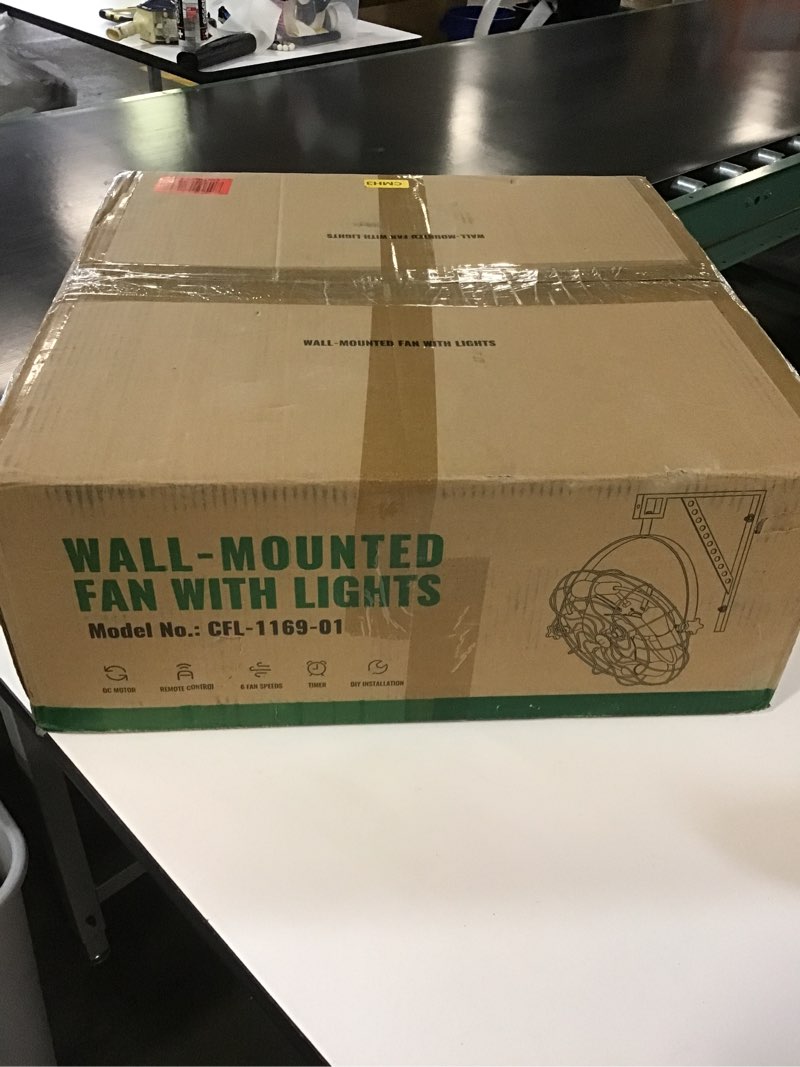 CMH3
WALL-MOUNTED FAN WITH LIGHTS
WALL-MOUNTED FAN WITH LIGHTS
WALL-MOUNTED
FAN WITH LIGHTS
Model No.: CFL-1169-01
DC MOTOR
REMOTE CONTROL
6 FAN SPEEDS
TIMER
DIY INSTALLATION